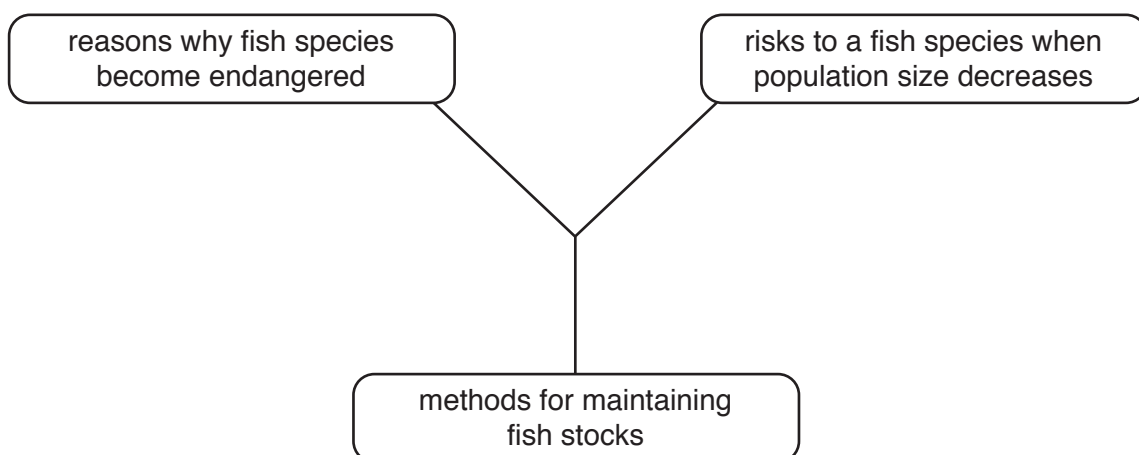 reasons why fish species
become endangered
risks to a fish species when
population size decreases
methods for maintaining
fish stocks